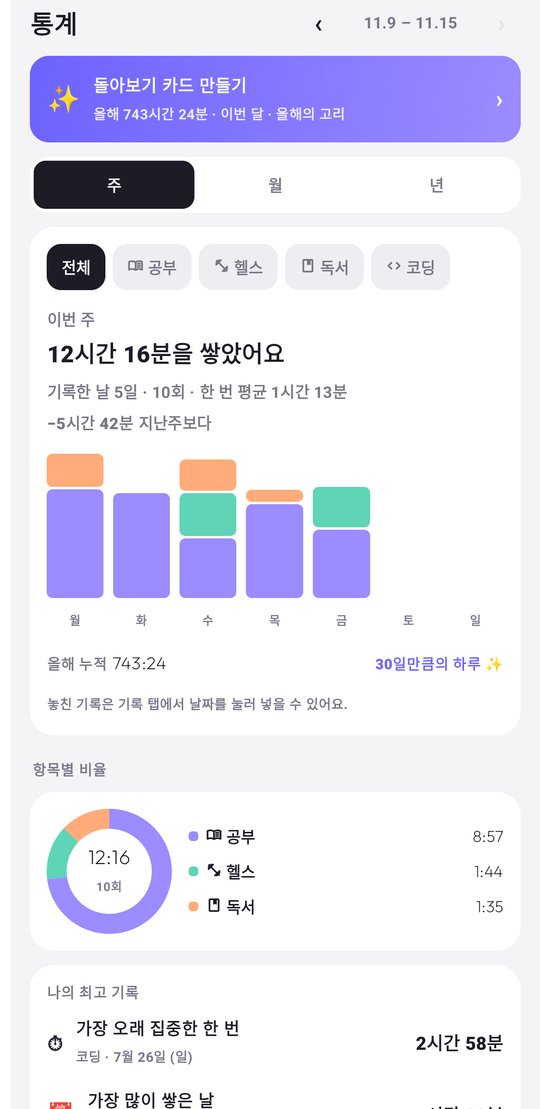 통계
‹ 11.9 – 11.15 ›
돌아보기 카드 만들기
올해 743시간 24분 · 이번 달 · 올해의 고리
주 월 년
전체 공부 헬스 독서 코딩
이번 주
12시간 16분을 쌓았어요
기록한 날 5일 · 10회 · 한 번 평균 1시간 13분
−5시간 42분 지난주보다
월 화 수 목 금 토 일
올해 누적 743:24 30일만큼의 하루 ✨
놓친 기록은 기록 탭에서 날짜를 눌러 넣을 수 있어요.
항목별 비율
12:16
10회
공부 8:57
헬스 1:44
독서 1:35
나의 최고 기록
가장 오래 집중한 한 번
코딩 · 7월 26일 (일)
2시간 58분
가장 많이 쌓은 날